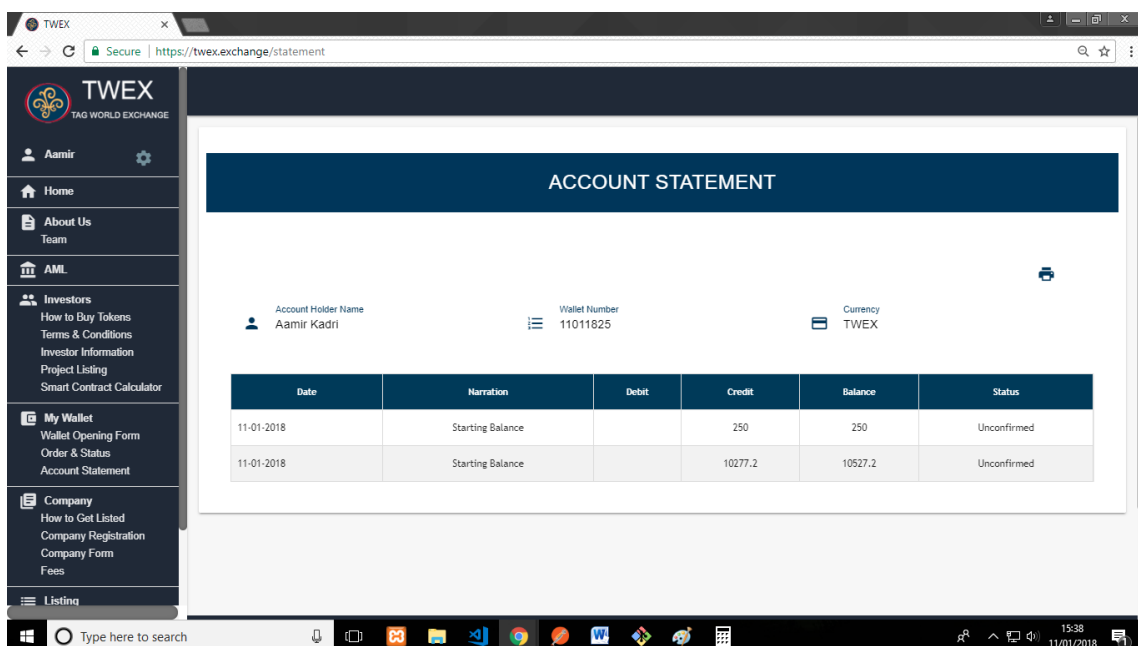 TWEX
Secure | https://twex.exchange/statement
TWEX
TAG WORLD EXCHANGE
Aamir
Home
About Us
Team
AML
Investors
How to Buy Tokens
Terms & Conditions
Investor Information
Project Listing
Smart Contract Calculator
My Wallet
Wallet Opening Form
Order & Status
Account Statement
Company
How to Get Listed
Company Registration
Company Form
Fees
Listing
ACCOUNT STATEMENT
Account Holder Name
Aamir Kadri
Wallet Number
11011825
Currency
TWEX
Date Narration Debit Credit Balance Status
11-01-2018 Starting Balance 250 250 Unconfirmed
11-01-2018 Starting Balance 10277.2 10527.2 Unconfirmed
Type here to search
15:38
11/01/2018